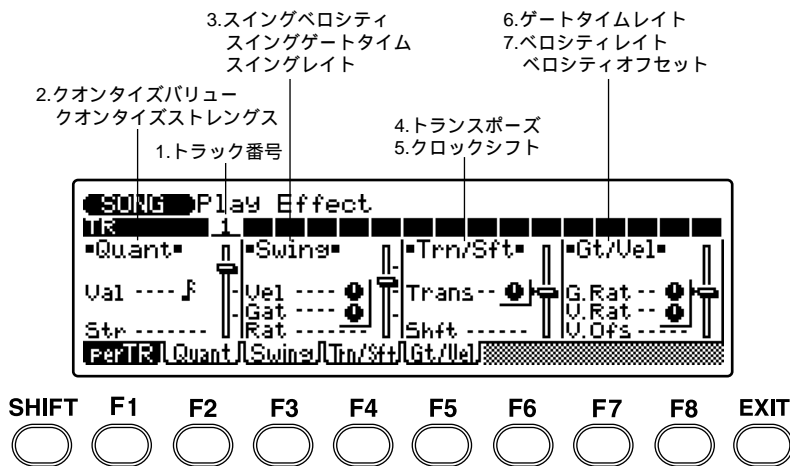 3.スイングベロシティ
スイングゲートタイム
スイングレイト
6.ゲートタイムレイト
7.ベロシティレイト
ベロシティオフセット
2.クオンタイズバリュー
クオンタイズストレングス
1.トラック番号
4.トランスポーズ
5.クロックシフト
SONG Play Effect
TR 1
▪Quant▪ ▪Swing▪ ▪Trn/Sft▪ ▪Gt/Vel▪
Val ---- Vel ---- Trans-- G.Rat--
Gat ---- V.Rat --
Str ------- Rat ---- Shft ------ V.Ofs----
perTR Quant Swing Trn/Sft Gt/Vel
SHIFT F1 F2 F3 F4 F5 F6 F7 F8 EXIT